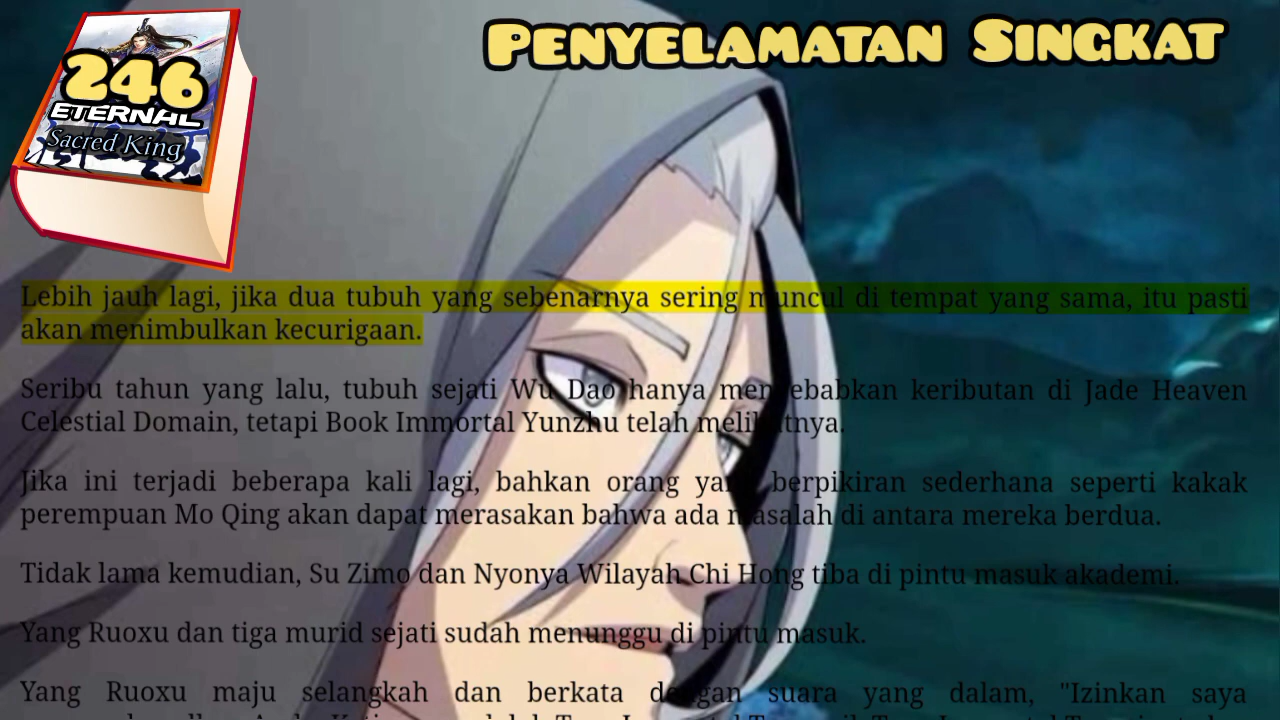 PENYELAMATAN SINGKAT
246
ETERNAL
Sacred King
Lebih jauh lagi, jika dua tubuh yang sebenarnya sering muncul di tempat yang sama, itu pasti
akan menimbulkan kecurigaan.
Seribu tahun yang lalu, tubuh sejati Wu Dao hanya menyebabkan keributan di Jade Heaven
Celestial Domain, tetapi Book Immortal Yunzhu telah melihatnya.
Jika ini terjadi beberapa kali lagi, bahkan orang yang berpikiran sederhana seperti kakak
perempuan Mo Qing akan dapat merasakan bahwa ada masalah di antara mereka berdua.
Tidak lama kemudian, Su Zimo dan Nyonya Wilayah Chi Hong tiba di pintu masuk akademi.
Yang Ruoxu dan tiga murid sejati sudah menunggu di pintu masuk.
Yang Ruoxu maju selangkah dan berkata dengan suara yang dalam, "Izinkan saya